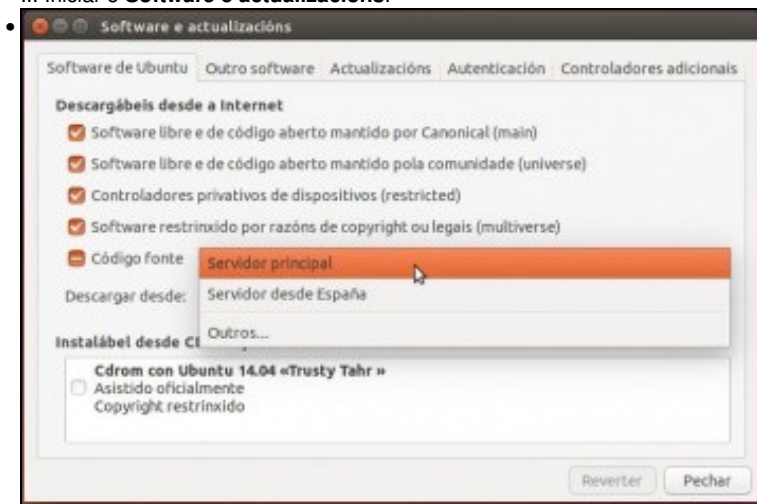 Software e actualizacións
Software de Ubuntu Outro software Actualizacións Autenticación Controladores adicionais
Descargábeis desde a Internet
Software libre e de código aberto mantido por Canonical (main)
Software libre e de código aberto mantido pola comunidade (universe)
Controladores privativos de dispositivos (restricted)
Software restrinxido por razóns de copyright ou legais (multiverse)
Código fonte
Servidor principal
Descargar desde:
Servidor desde España
Outros...
Instalábel desde
Cdrom con Ubuntu 14.04 «Trusty Tahr »
Asistido oficialmente
Copyright restrinxido
Reverter Pechar